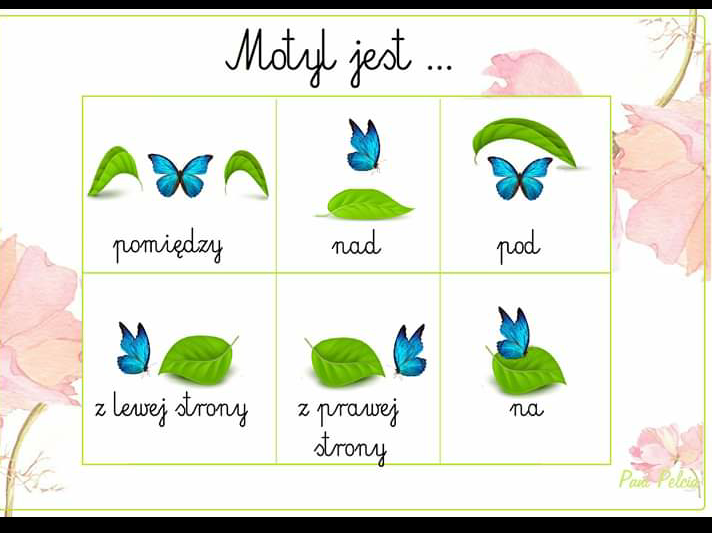 Motyl jest ...
pomiędzy
nad
pod
z lewej strony
z prawej
strony
na
Pani Pelcia